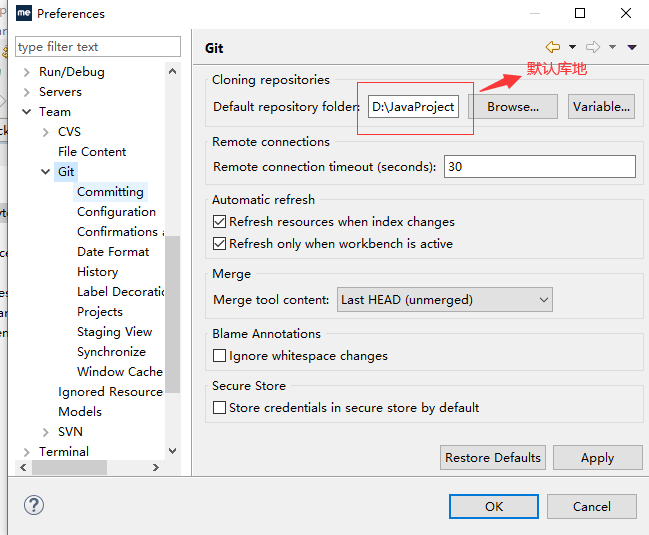 me Preferences
type filter text
Run/Debug
Servers
Team
CVS
File Content
Git
Committing
Configuration
Confirmations a
Date Format
History
Label Decoratio
Projects
Staging View
Synchronize
Window Cache
Ignored Resource
Models
SVN
Terminal
Git
默认库地
Cloning repositories
Default repository folder: D:\JavaProject Browse... Variable...
Remote connections
Remote connection timeout (seconds): 30
Automatic refresh
Refresh resources when index changes
Refresh only when workbench is active
Merge
Merge tool content: Last HEAD (unmerged)
Blame Annotations
Ignore whitespace changes
Secure Store
Store credentials in secure store by default
Restore Defaults Apply
OK Cancel